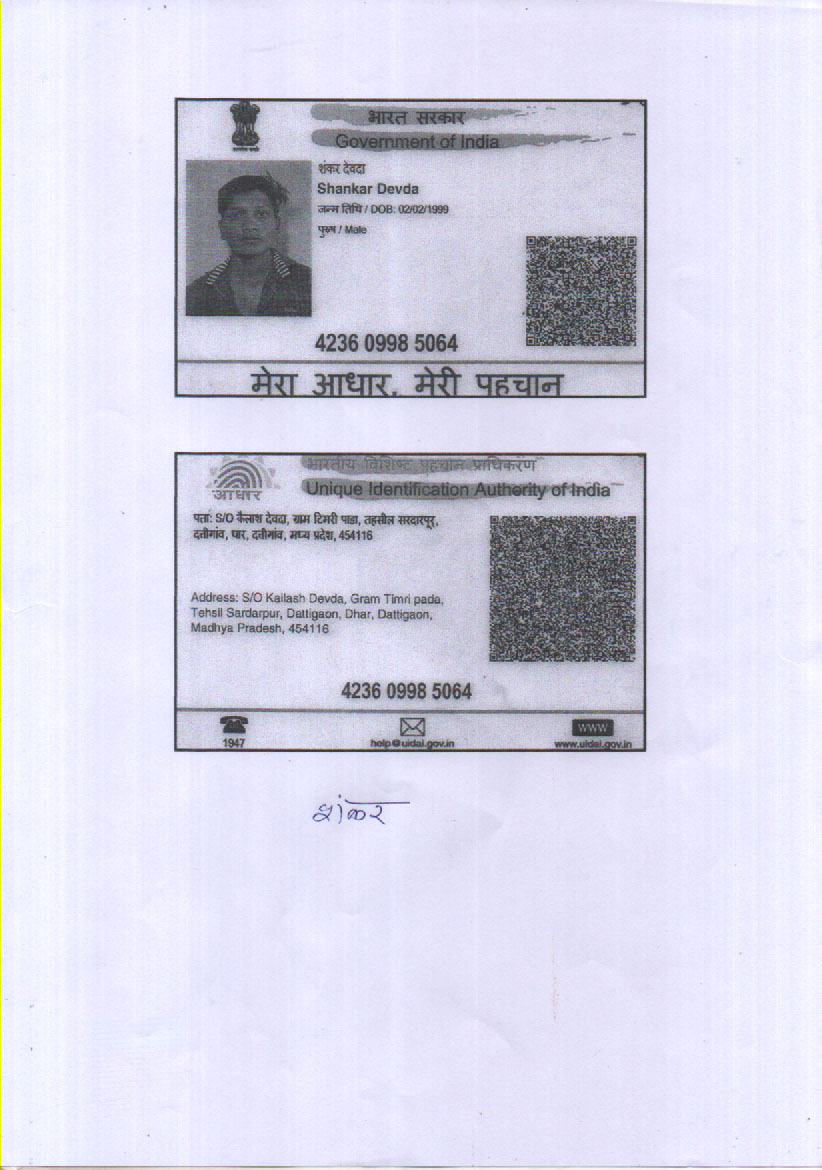 भारत सरकार
Government of India
शंकर देवदा
Shankar Devda
जन्म तिथि / DOB: 02/02/1999
पुरुष / Male
4236 0998 5064
मेरा आधार, मेरी पहचान
भारतीय विशिष्ट पहचान प्राधिकरण
Unique Identification Authority of India
आधार
पता: S/O कैलाश देवदा, ग्राम टिमरी पाडा, तहसील सरदारपुर,
दत्तीगांव, धार, दत्तीगांव, मध्य प्रदेश, 454116
Address: S/O Kailash Devda, Gram Timri pada,
Tehsil Sardarpur, Dattigaon, Dhar, Dattigaon,
Madhya Pradesh, 454116
4236 0998 5064
1947
help@uidai.gov.in
WWW
www.uidai.gov.in
शंकर